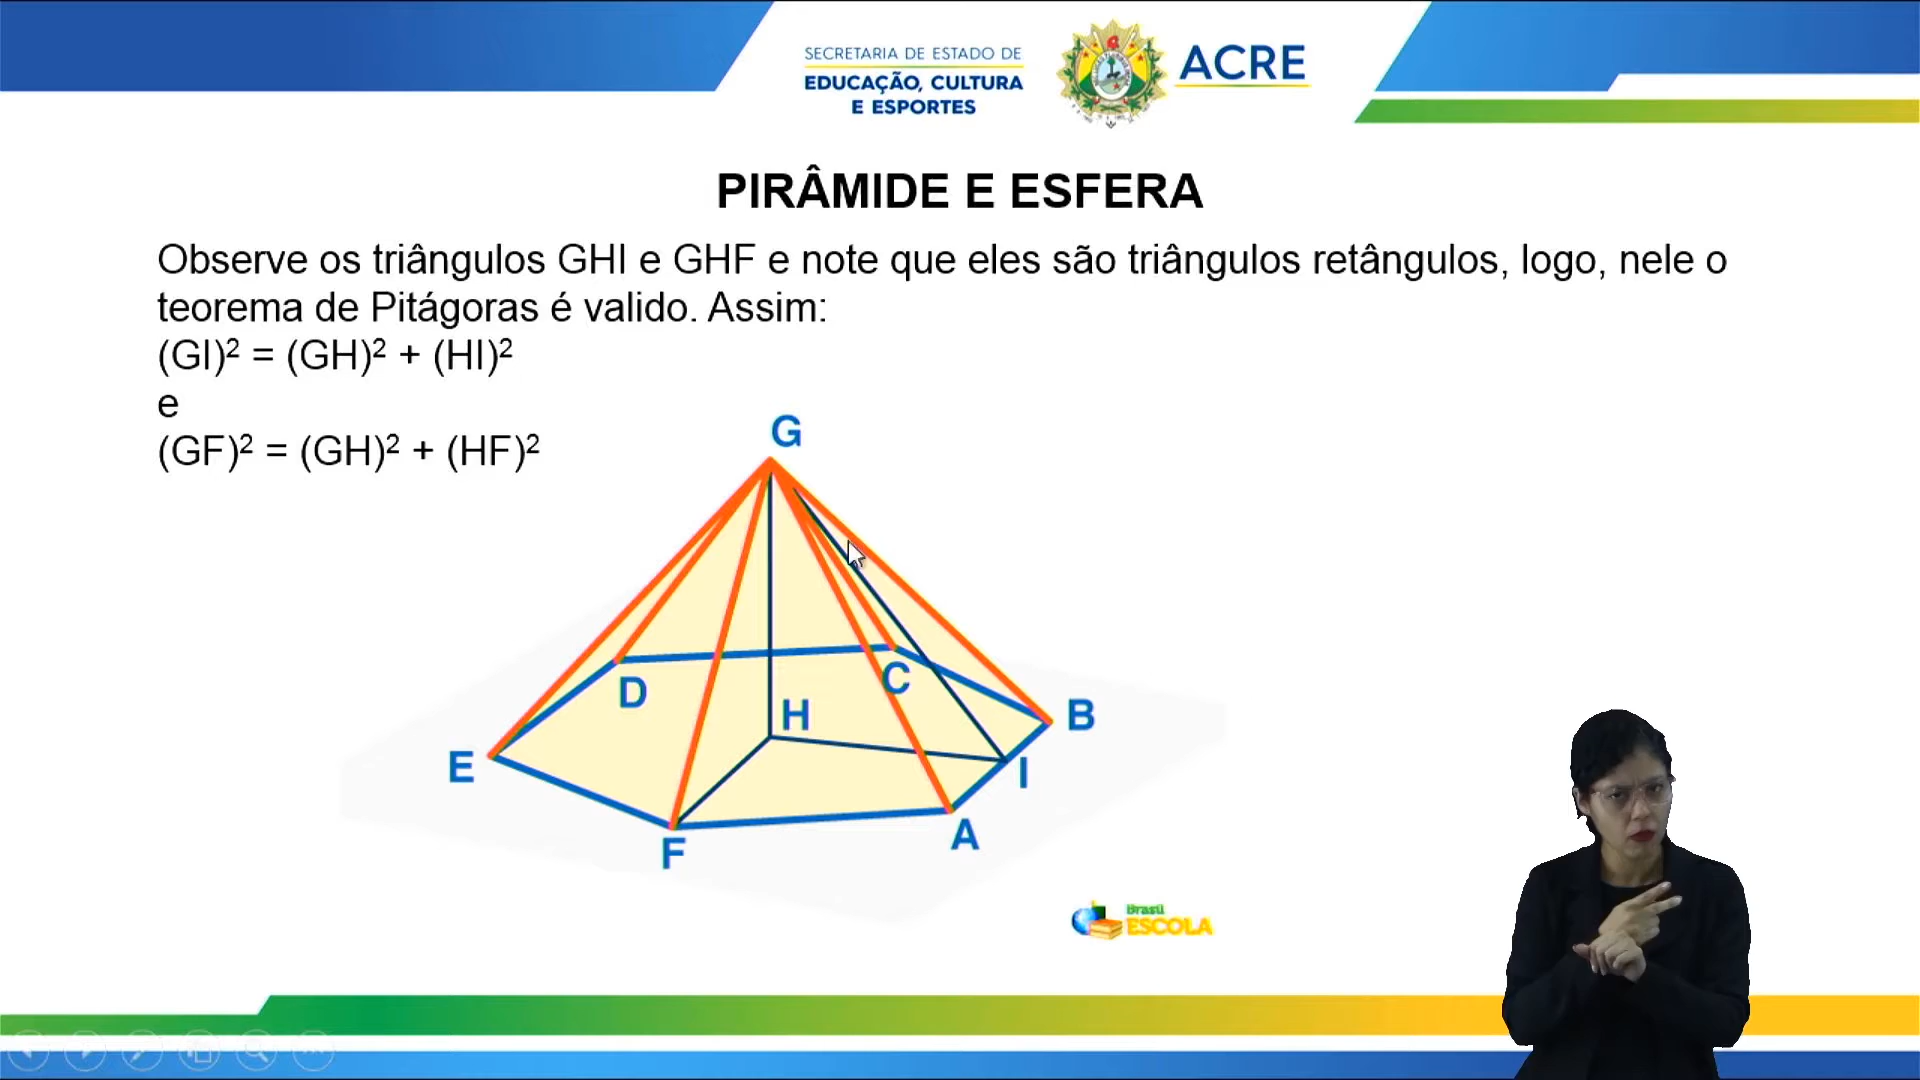 SECRETARIA DE ESTADO DE
EDUCAÇÃO, CULTURA
E ESPORTES
ACRE
PIRÂMIDE E ESFERA
Observe os triângulos GHI e GHF e note que eles são triângulos retângulos, logo, nele o
teorema de Pitágoras é valido. Assim:
(GI)² = (GH)² + (HI)²
e
(GF)² = (GH)² + (HF)²
G
D
C
H
B
E
I
A
F
Brasil
ESCOLA